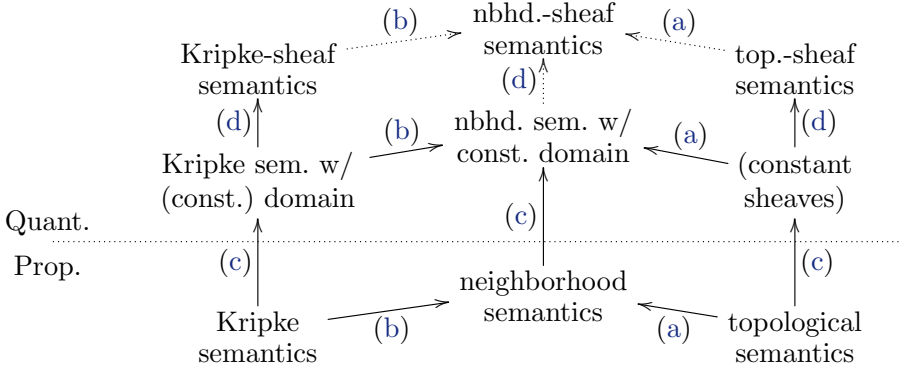 (b)
nbhd.-sheaf
semantics
(a)
Kripke-sheaf
semantics
top.-sheaf
semantics
(d)
(d)
(d)
(b)
nbhd. sem. w/
const. domain
(a)
Kripke sem. w/
(const.) domain
(constant
sheaves)
Quant.
(c)
Prop.
(c)
(c)
neighborhood
semantics
Kripke
semantics
(b)
(a)
topological
semantics